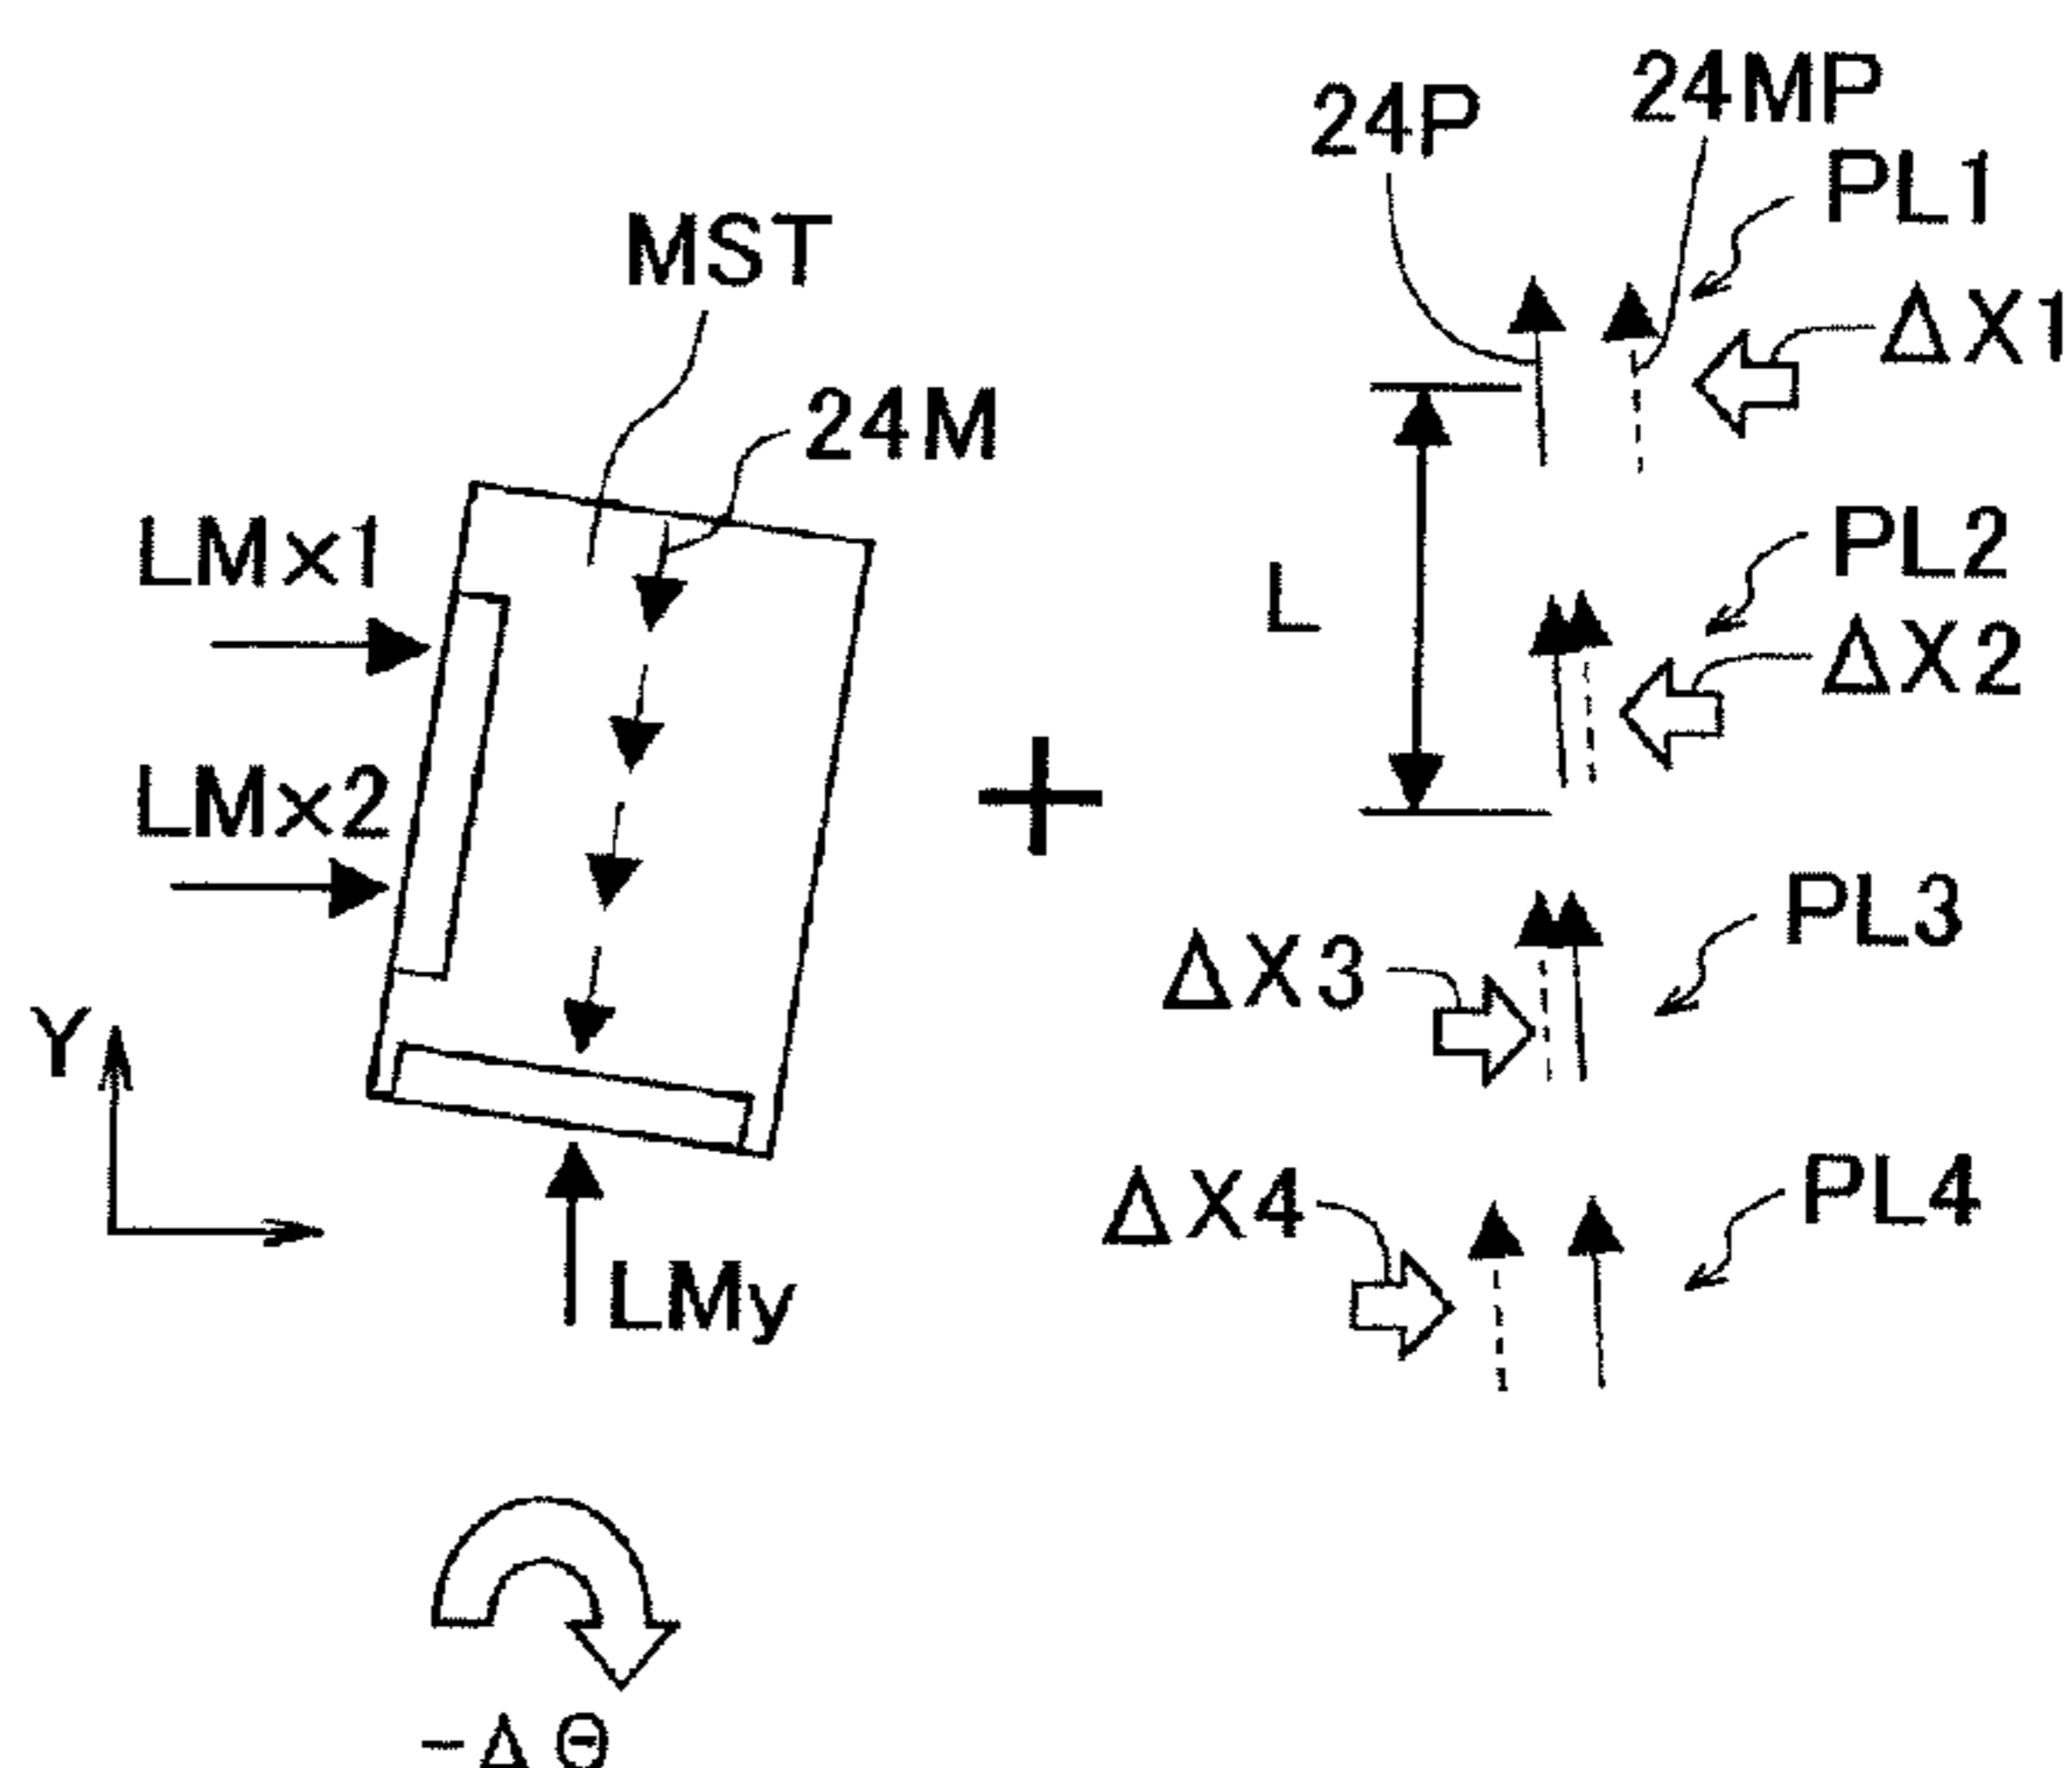 24MP
24P
PL1
MST
ΔX1
24M
PL2
LMx1
L
ΔX2
LMx2
PL3
ΔX3
Y
PL4
ΔX4
LMy
-ΔΘ